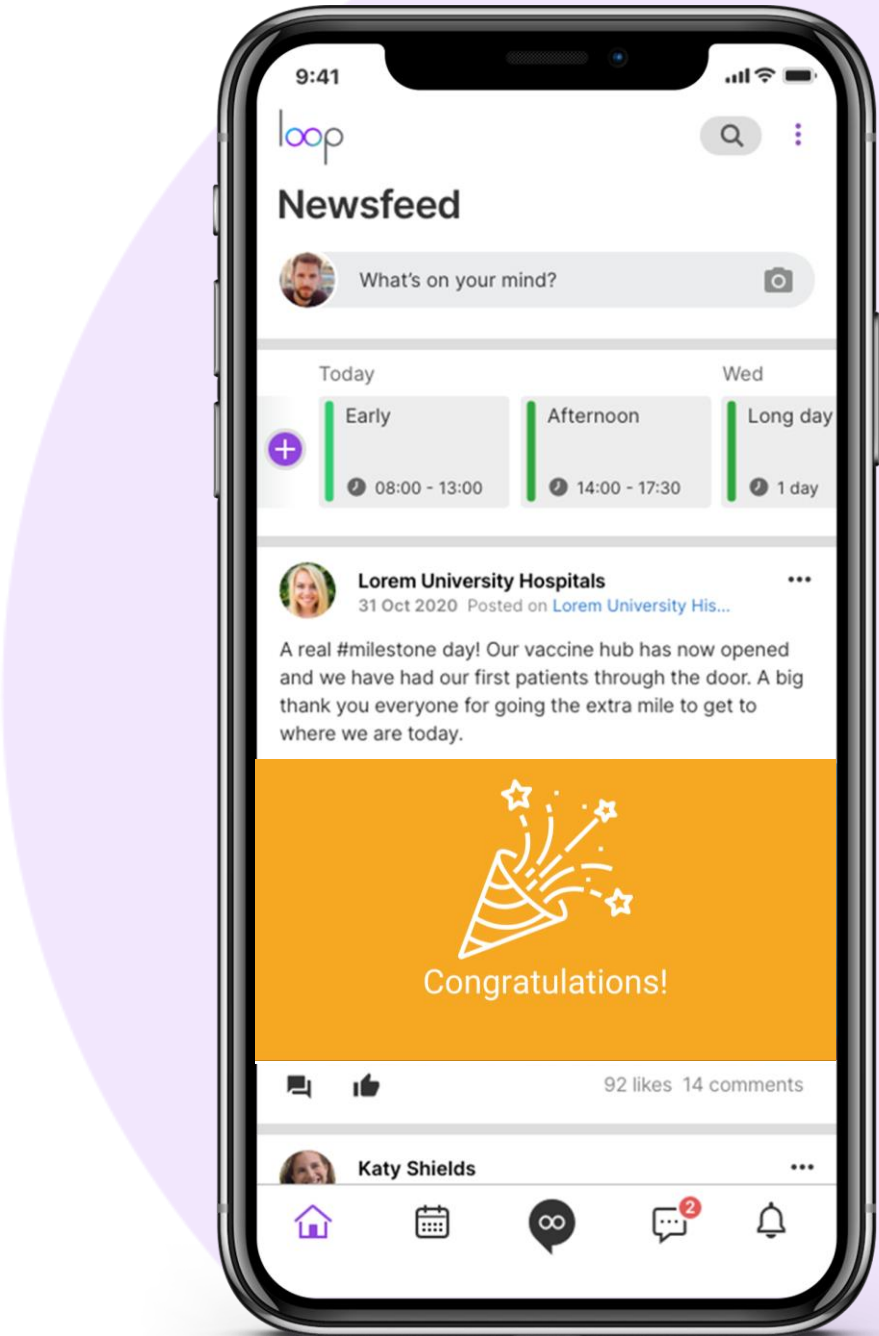 9:41
loop
Newsfeed
What's on your mind?
Today
Wed
Early
Afternoon
Long day
08:00 - 13:00
14:00 - 17:30
1 day
Lorem University Hospitals
31 Oct 2020 Posted on Lorem University His...
A real #milestone day! Our vaccine hub has now opened
and we have had our first patients through the door. A big
thank you everyone for going the extra mile to get to
where we are today.
Congratulations!
92 likes 14 comments
Katy Shields
2